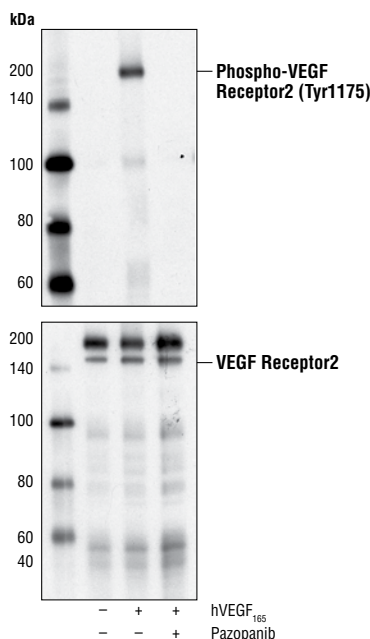 kDa
200
140
100
80
60
Phospho-VEGF
Receptor2 (Tyr1175)
200
140
100
80
60
40
VEGF Receptor2
– + + hVEGF165
– – + Pazopanib